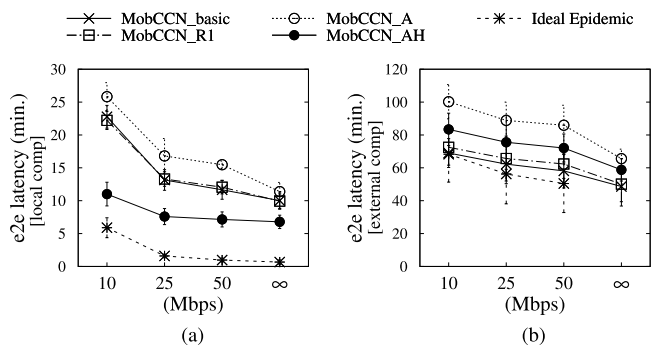 MobCCN_basic MobCCN_A Ideal Epidemic
MobCCN_R1 MobCCN_AH
e2e latency (min.)
[local comp]
30
25
20
15
10
5
0
10 25 50 ∞
(Mbps)
(a)
e2e latency (min.)
[external comp]
120
100
80
60
40
20
0
10 25 50 ∞
(Mbps)
(b)